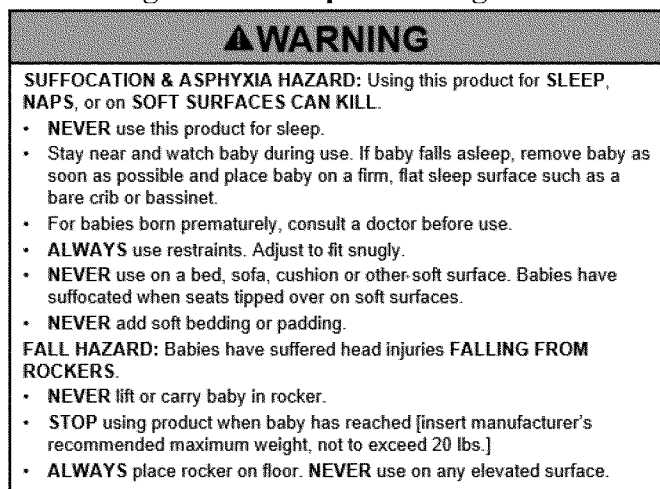 ⚠WARNING
SUFFOCATION & ASPHYXIA HAZARD: Using this product for SLEEP,
NAPS, or on SOFT SURFACES CAN KILL.
• NEVER use this product for sleep.
• Stay near and watch baby during use. If baby falls asleep, remove baby as
soon as possible and place baby on a firm, flat sleep surface such as a
bare crib or bassinet.
• For babies born prematurely, consult a doctor before use.
• ALWAYS use restraints. Adjust to fit snugly.
• NEVER use on a bed, sofa, cushion or other soft surface. Babies have
suffocated when seats tipped over on soft surfaces.
• NEVER add soft bedding or padding.
FALL HAZARD: Babies have suffered head injuries FALLING FROM
ROCKERS.
• NEVER lift or carry baby in rocker.
• STOP using product when baby has reached [insert manufacturer's
recommended maximum weight, not to exceed 20 lbs.]
• ALWAYS place rocker on floor. NEVER use on any elevated surface.